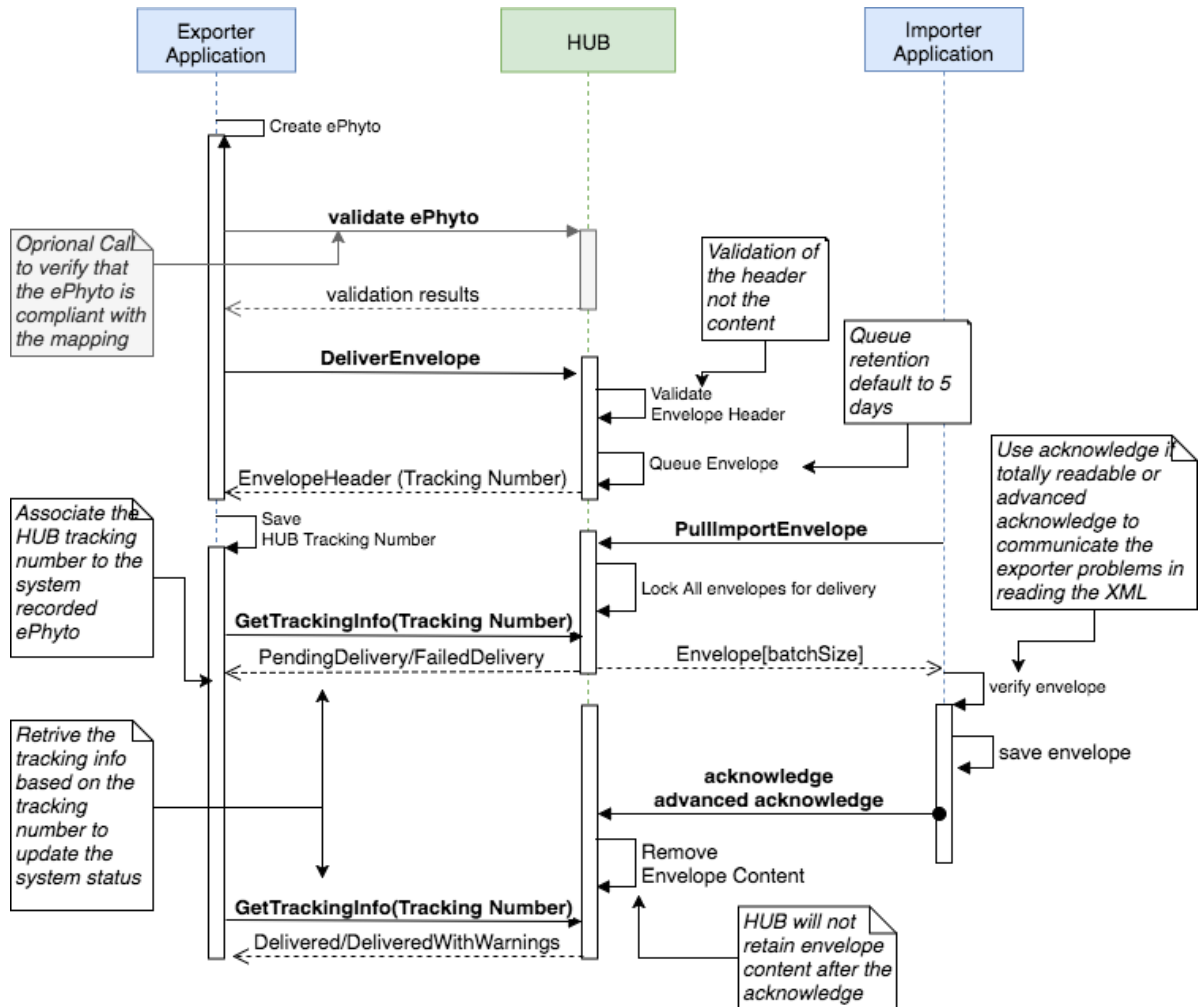 Exporter
Application
HUB
Importer
Application
Create ePhyto
validate ePhyto
Oprional Call
to verify that
the ePhyto is
compliant with
the mapping
validation results
Validation of
the header
not the
content
DeliverEnvelope
Queue
retention
default to 5
days
Validate
Envelope Header
Queue Envelope
EnvelopeHeader (Tracking Number)
Use acknowledge if
totally readable or
advanced
acknowledge to
communicate the
exporter problems in
reading the XML
Associate the
HUB tracking
number to the
system
recorded
ePhyto
Save
HUB Tracking Number
PullImportEnvelope
Lock All envelopes for delivery
GetTrackingInfo(Tracking Number)
PendingDelivery/FailedDelivery
Envelope[batchSize]
verify envelope
Retrive the
tracking info
based on the
tracking
number to
update the
system status
save envelope
acknowledge
advanced acknowledge
Remove
Envelope Content
GetTrackingInfo(Tracking Number)
Delivered/DeliveredWithWarnings
HUB will not
retain envelope
content after the
acknowledge